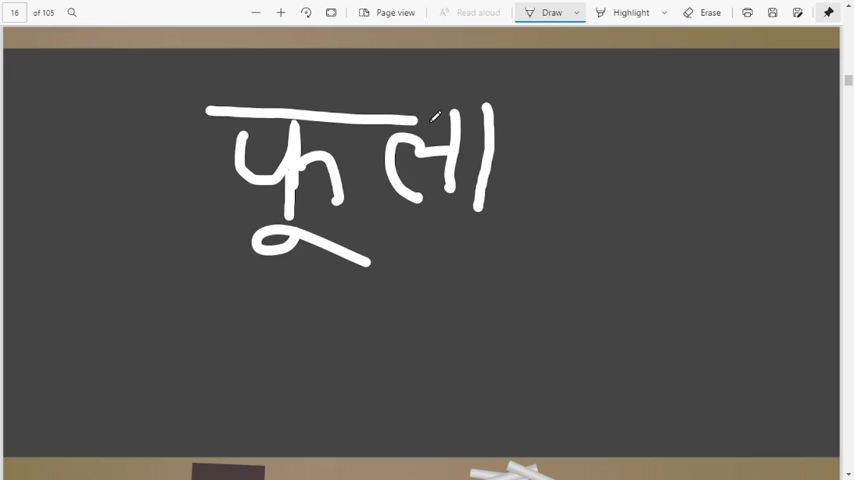 16 of 105 Page view Read aloud Draw Highlight Erase
फूला